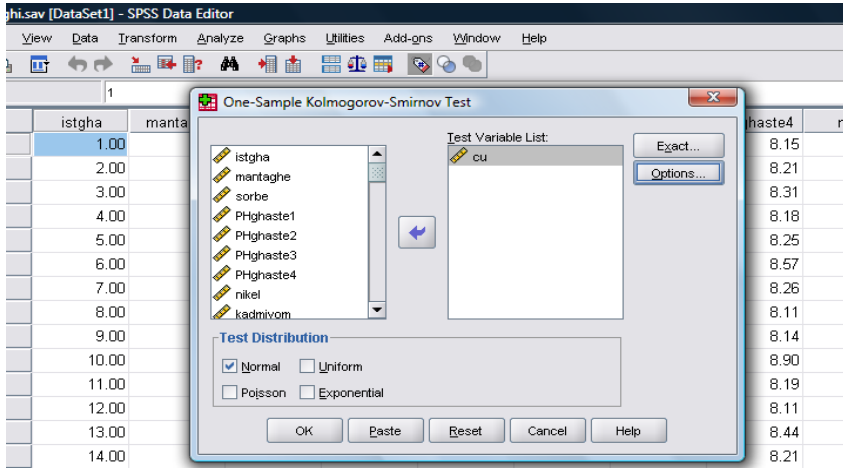 ghi.sav [DataSet1] - SPSS Data Editor
View Data Transform Analyze Graphs Utilities Add-ons Window Help
1
One-Sample Kolmogorov-Smirnov Test
istgha manta haste4
1.00 8.15
2.00 8.21
3.00 8.31
4.00 8.18
5.00 8.25
6.00 8.57
7.00 8.26
8.00 8.11
9.00 8.14
10.00 8.90
11.00 8.19
12.00 8.11
13.00 8.44
14.00 8.21
istgha
mantaghe
sorbe
PHghaste1
PHghaste2
PHghaste3
PHghaste4
nikel
kadmiyom
Test Variable List:
cu
Exact...
Options...
Test Distribution
Normal Uniform
Poisson Exponential
OK Paste Reset Cancel Help